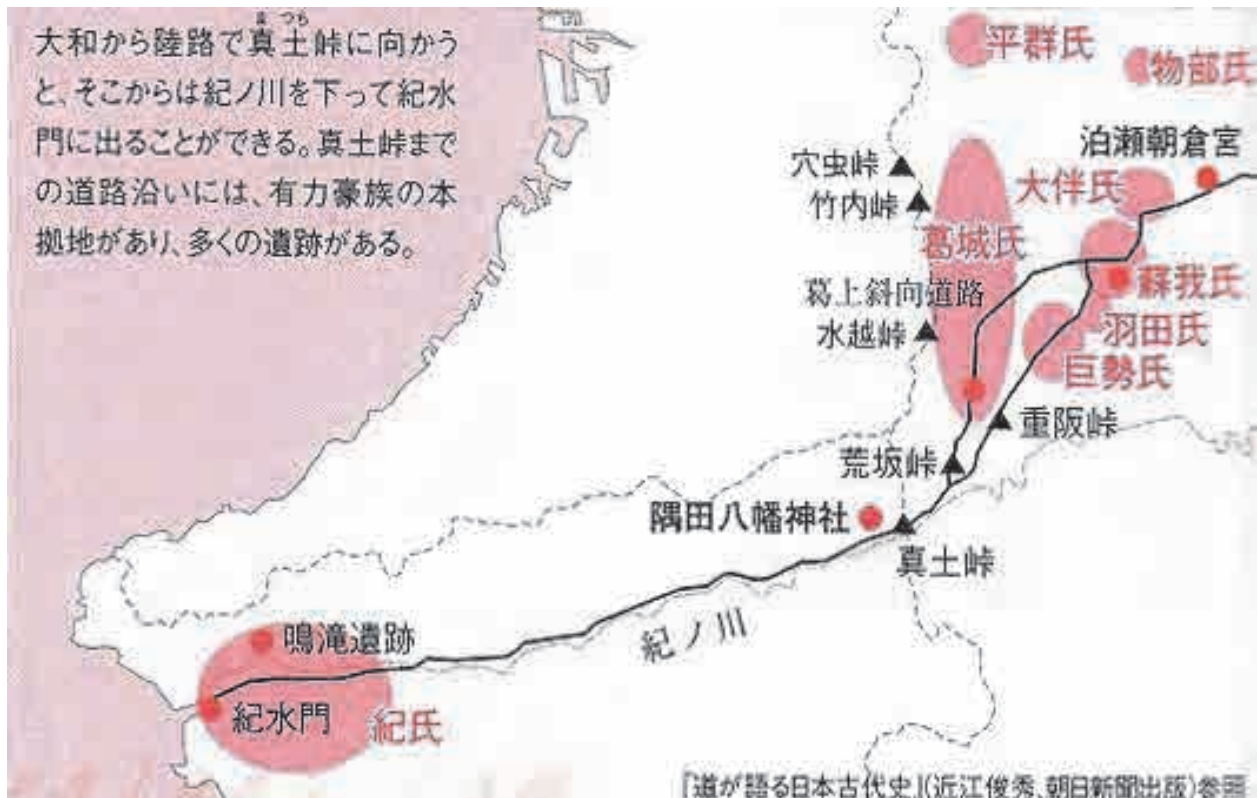 ま つち
大和から陸路で真土峠に向かう
と、そこからは紀ノ川を下って紀水
門に出ることができる。真土峠まで
の道路沿いには、有力豪族の本
拠地があり、多くの遺跡がある。
平群氏
物部氏
泊瀬朝倉宮
穴虫峠
大伴氏
竹内峠
葛城氏
蘇我氏
葛上斜向道路
水越峠
羽田氏
巨勢氏
重阪峠
荒坂峠
隅田八幡神社
真土峠
紀ノ川
鳴滝遺跡
紀水門
紀氏
『道が語る日本古代史』(近江俊秀、朝日新聞出版)参照